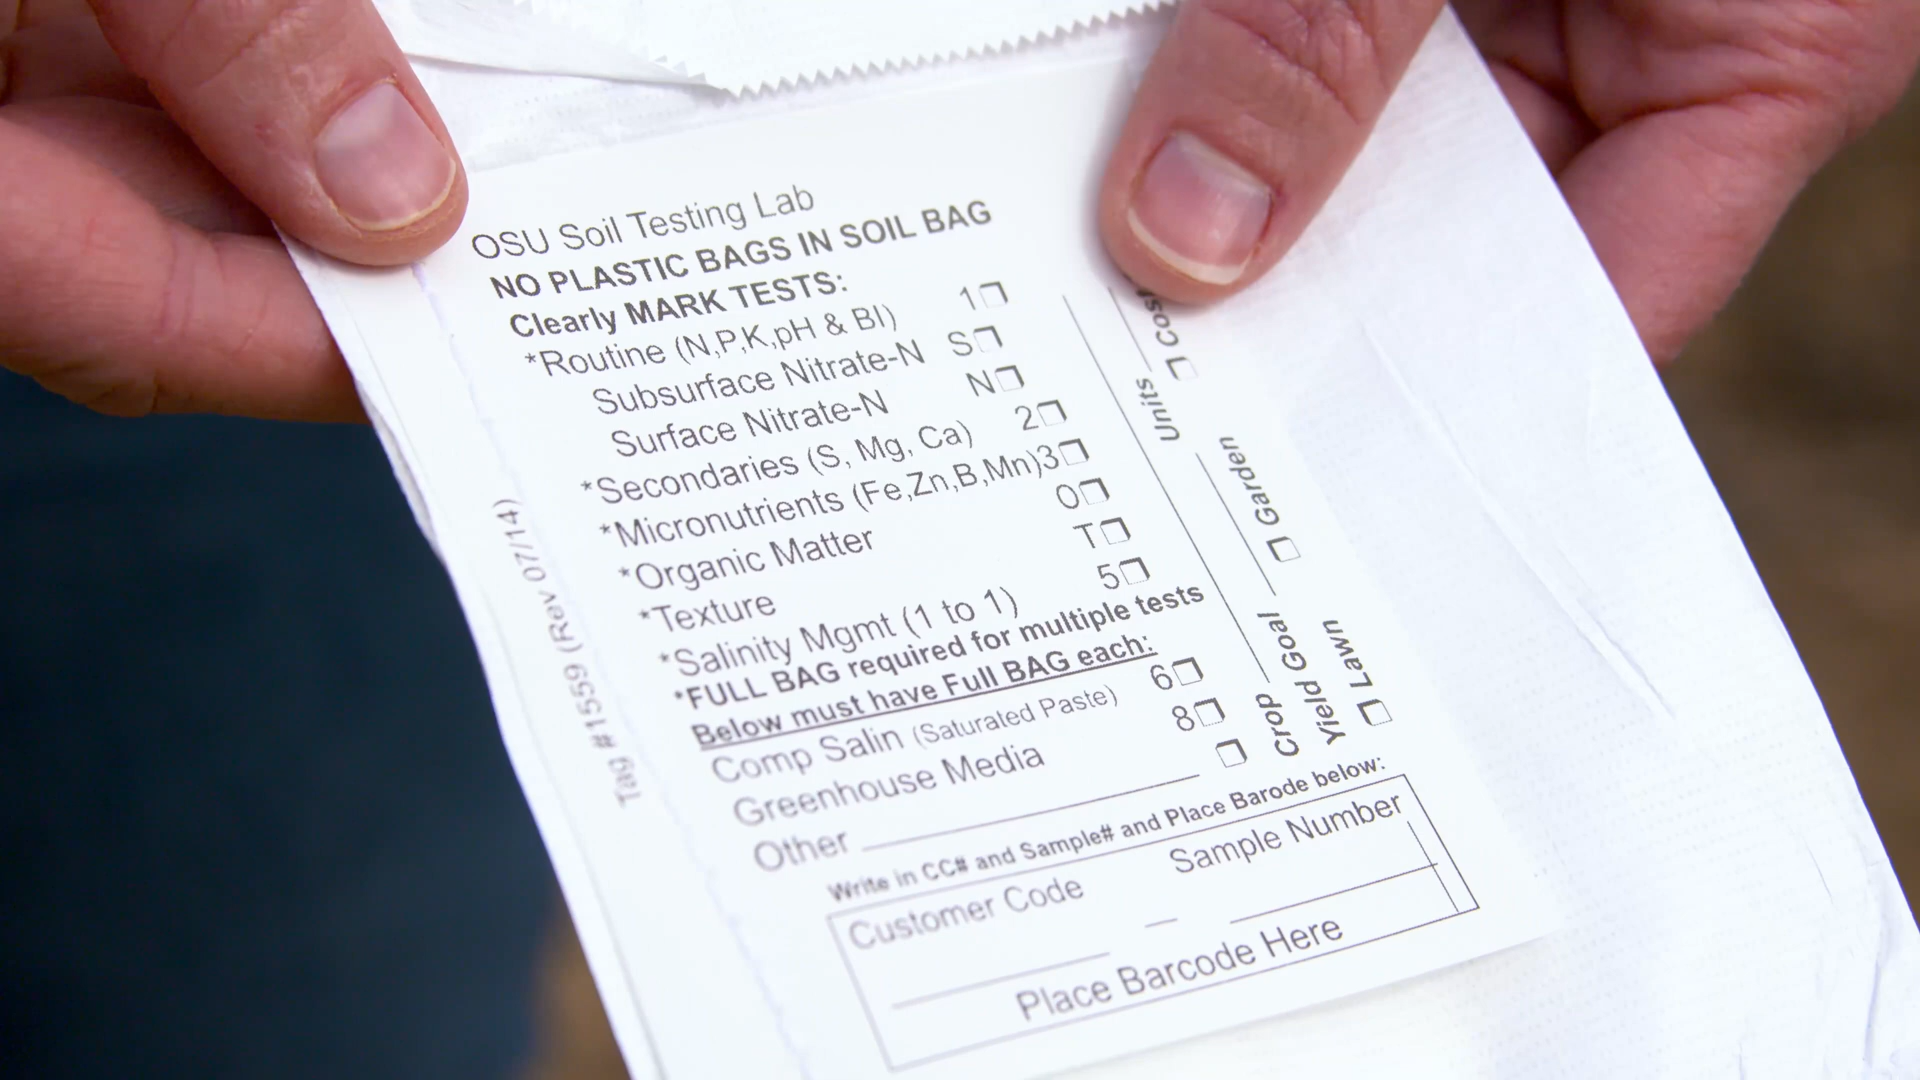 OSU Soil Testing Lab
NO PLASTIC BAGS IN SOIL BAG
Clearly MARK TESTS:
*Routine (N,P,K,pH & BI) 1
Subsurface Nitrate-N S
Surface Nitrate-N N
*Secondaries (S, Mg, Ca) 2
*Micronutrients (Fe,Zn,B,Mn)3
*Organic Matter O
*Texture T
*Salinity Mgmt (1 to 1) 5
*FULL BAG required for multiple tests
Below must have Full BAG each:
Comp Salin (Saturated Paste) 6
Greenhouse Media 8
Other
Write in CC# and Sample# and Place Barode below:
Customer Code
Sample Number
Place Barcode Here
Crop
Yield Goal
Units
Lawn
Garden
Tag #1559 (Rev 07/14)